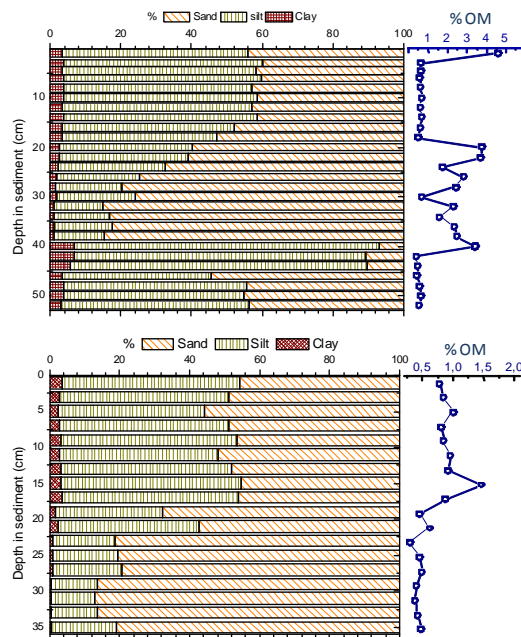 % Sand silt Clay
%OM
0 20 40 60 80 100
1 2 3 4 5 6
10
20
30
40
50
Depth in sediment (cm)
% Sand Silt Clay
%OM
0 20 40 60 80 100
0,5 1,0 1,5 2,0
0
5
10
15
20
25
30
35
Depth in sediment (cm)